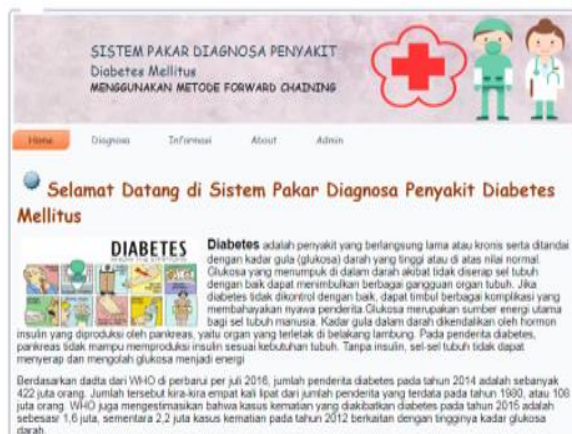 SISTEM PAKAR DIAGNOSA PENYAKIT
Diabetes Mellitus
MENGGUNAKAN METODE FORWARD CHAINING
Home Diagnosa Informasi About Admin
Selamat Datang di Sistem Pakar Diagnosa Penyakit Diabetes
Mellitus
DIABETES
Diabetes adalah penyakit yang berlangsung lama atau kronis serta ditandai
dengan kadar gula (glukosa) darah yang tinggi atau di atas nilai normal.
Glukosa yang menumpuk di dalam darah akibat tidak diserap sel tubuh
dengan baik dapat menimbulkan berbagai gangguan organ tubuh. Jika
diabetes tidak dikontrol dengan baik, dapat timbul berbagai komplikasi yang
membahayakan nyawa penderita.Glukosa merupakan sumber energi utama
bagi sel tubuh manusia. Kadar gula dalam darah dikendalikan oleh hormon
insulin yang diproduksi oleh pankreas, yaitu organ yang terletak di belakang lambung. Pada penderita diabetes,
pankreas tidak mampu memproduksi insulin sesuai kebutuhan tubuh. Tanpa insulin, sel-sel tubuh tidak dapat
menyerap dan mengolah glukosa menjadi energi
Berdasarkan dadta dari WHO di perbarui per juli 2016, jumlah penderita diabetes pada tahun 2014 adalah sebanyak
422 juta orang. Jumlah tersebut kira-kira empat kali lipat dari jumlah penderita yang terdata pada tahun 1980, atau 108
juta orang. WHO juga mengestimasikan bahwa kasus kematian yang diakibatkan diabetes pada tahun 2015 adalah
sebesasr 1,6 juta, sementara 2,2 juta kasus kematian pada tahun 2012 berkaitan dengan tingginya kadar glukosa
darah.